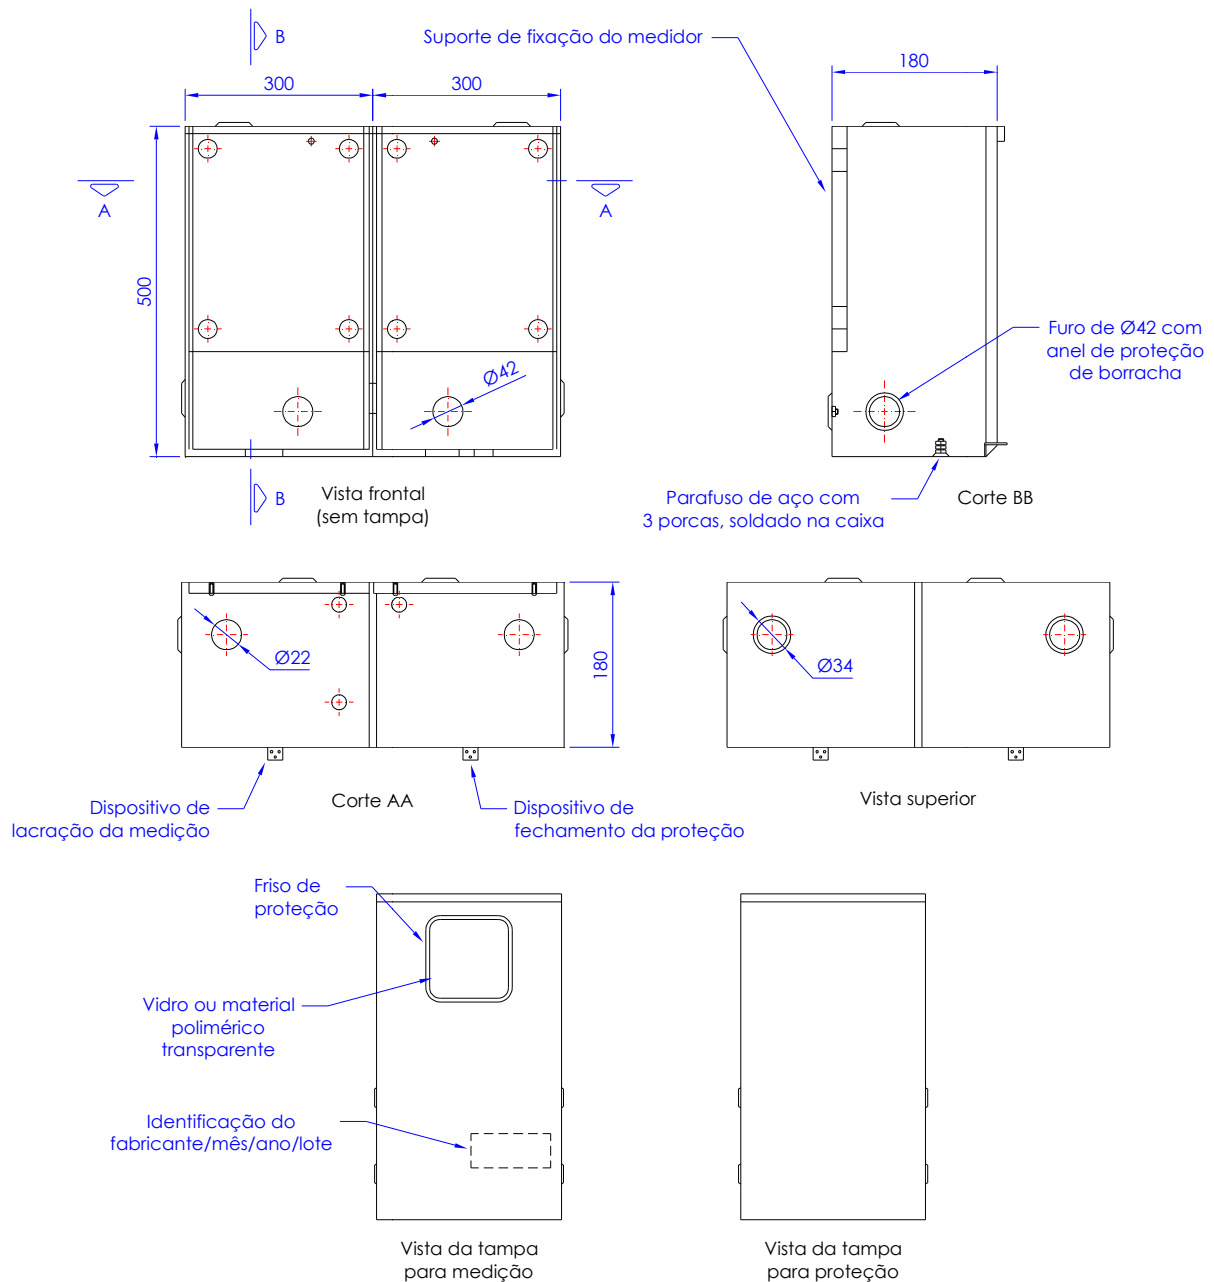 B
Suporte de fixação do medidor
180
300
300
A
A
500
Furo de Ø42 com
anel de proteção
de borracha
Ø42
B
Vista frontal
(sem tampa)
Parafuso de aço com
3 porcas, soldado na caixa
Corte BB
Ø22
180
Ø34
Dispositivo de
lacração da medição
Corte AA
Dispositivo de
fechamento da proteção
Vista superior
Friso de
proteção
Vidro ou material
polimérico
transparente
Identificação do
fabricante/mês/ano/lote
Vista da tampa
para medição
Vista da tampa
para proteção